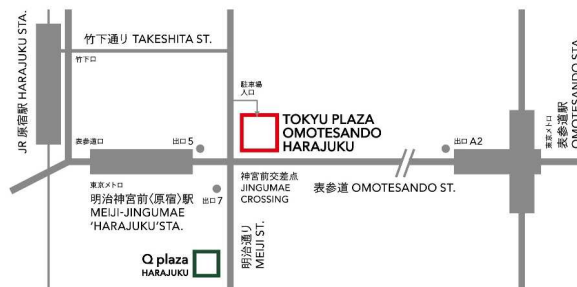 竹下通り TAKESHITA ST.
竹下口
JR 原宿駅 HARAJUKU STA.
駐車場
入口
TOKYU PLAZA
OMOTESANDO
HARAJUKU
表参道口
出口 5
出口 A2
東京メトロ
表参道駅
OMOTESANDO STA.
神宮前交差点
JINGUMAE
CROSSING
表参道 OMOTESANDO ST.
東京メトロ
明治神宮前〈原宿〉駅
MEIJI-JINGUMAE
'HARAJUKU'STA.
出口 7
明治通り
MEIJI ST.
Q plaza
HARAJUKU